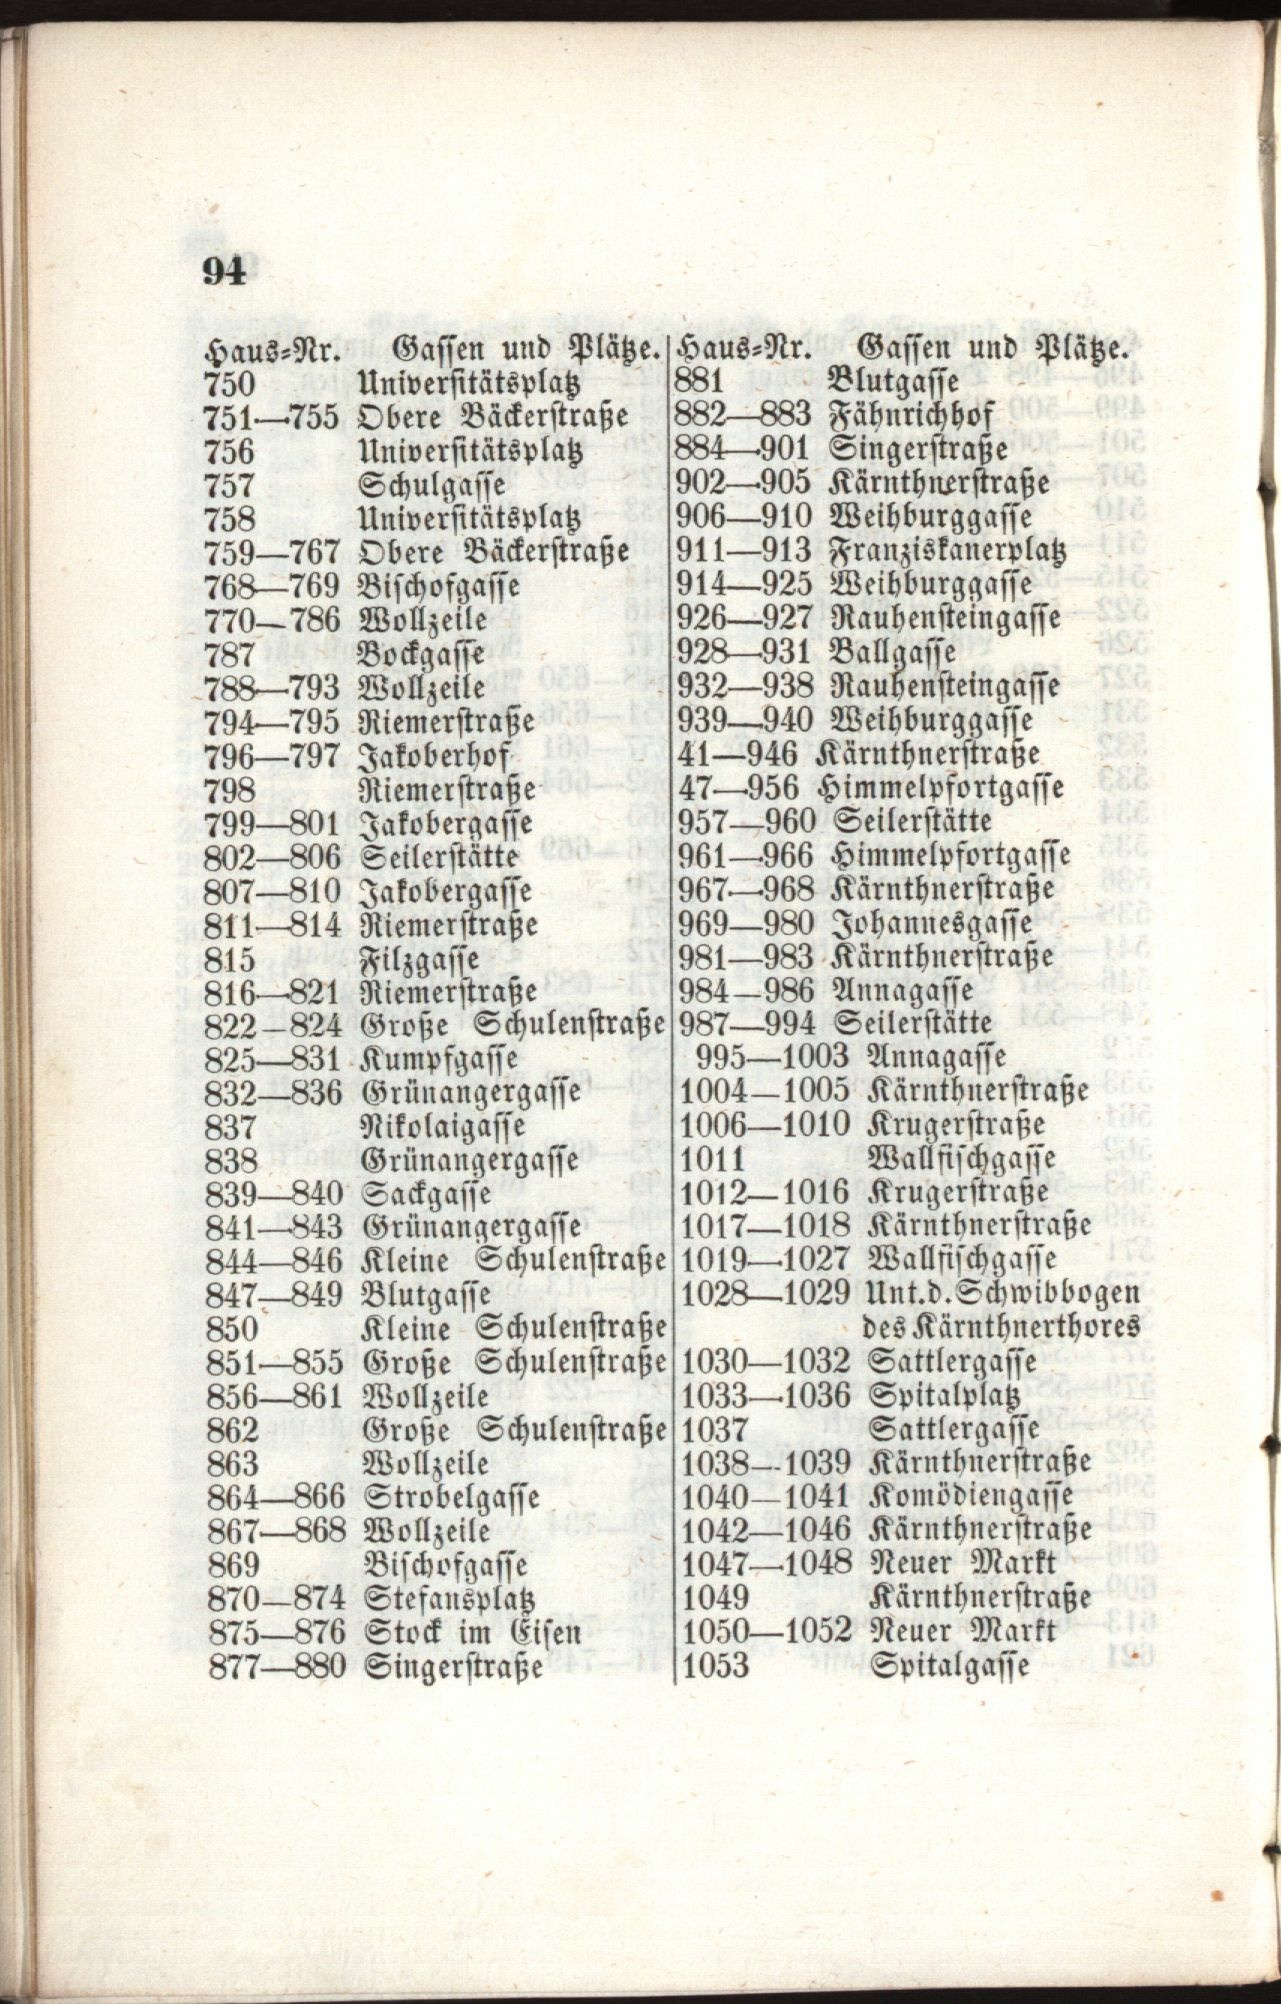 94
Haus-Nr. Gassen und Plätze.
750 Universitätsplatz
751—755 Obere Bäckerstraße
756 Universitätsplatz
757 Schulgasse
758 Universitätsplatz
759—767 Obere Bäckerstraße
768—769 Bischofgasse
770—786 Wollzeile
787 Bockgasse
788—793 Wollzeile
794—795 Riemerstraße
796—797 Jakoberhof
798 Riemerstraße
799—801 Jakobergasse
802—806 Seilerstätte
807—810 Jakobergasse
811—814 Riemerstraße
815 Filzgasse
816—821 Riemerstraße
822—824 Große Schulenstraße
825—831 Kumpfgasse
832—836 Grünangergasse
837 Nikolaigasse
838 Grünangergasse
839—840 Sackgasse
841—843 Grünangergasse
844—846 Kleine Schulenstraße
847—849 Blutgasse
850 Kleine Schulenstraße
851—855 Große Schulenstraße
856—861 Wollzeile
862 Große Schulenstraße
863 Wollzeile
864—866 Strobelgasse
867—868 Wollzeile
869 Bischofgasse
870—874 Stefansplatz
875—876 Stock im Eisen
877—880 Singerstraße
Haus-Nr. Gassen und Plätze.
881 Blutgasse
882—883 Fähnrichhof
884—901 Singerstraße
902—905 Kärnthnerstraße
906—910 Weihburggasse
911—913 Franziskanerplatz
914—925 Weihburggasse
926—927 Rauhensteingasse
928—931 Ballgasse
932—938 Rauhensteingasse
939—940 Weihburggasse
41—946 Kärnthnerstraße
47—956 Himmelpfortgasse
957—960 Seilerstätte
961—966 Himmelpfortgasse
967—968 Kärnthnerstraße
969—980 Johannesgasse
981—983 Kärnthnerstraße
984—986 Annagasse
987—994 Seilerstätte
995—1003 Annagasse
1004—1005 Kärnthnerstraße
1006—1010 Krugerstraße
1011 Wallfischgasse
1012—1016 Krugerstraße
1017—1018 Kärnthnerstraße
1019—1027 Wallfischgasse
1028—1029 Unt.d.Schwibbogen
des Kärnthnerthores
1030—1032 Sattlergasse
1033—1036 Spitalplatz
1037 Sattlergasse
1038—1039 Kärnthnerstraße
1040—1041 Komödiengasse
1042—1046 Kärnthnerstraße
1047—1048 Neuer Markt
1049 Kärnthnerstraße
1050—1052 Neuer Markt
1053 Spitalgasse